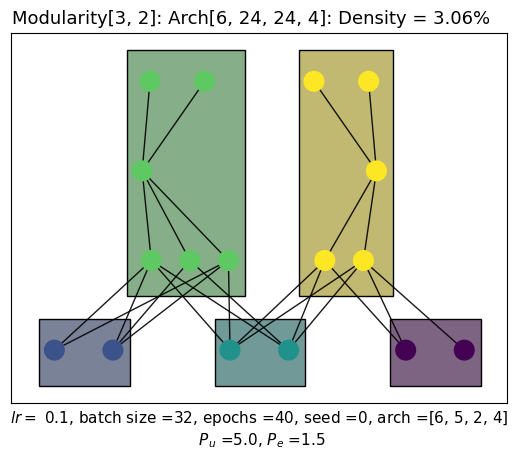 Modularity[3, 2]: Arch[6, 24, 24, 4]: Density = 3.06%
lr = 0.1, batch size =32, epochs =40, seed =0, arch =[6, 5, 2, 4]
P_u =5.0, P_e =1.5